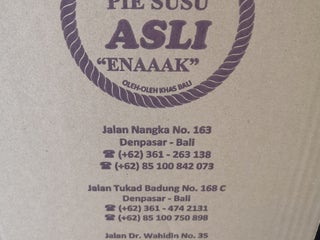 PIE SUSU
ASLI
"ENAAAK"
OLEH-OLEH KHAS BALI
Jalan Nangka No. 163
Denpasar - Bali
☎ (+62) 361 - 263 138
☎ (+62) 85 100 842 073
Jalan Tukad Badung No. 168 C
Denpasar - Bali
☎ (+62) 361 - 474 2131
☎ (+62) 85 100 750 898
Jalan Dr. Wahidin No. 35